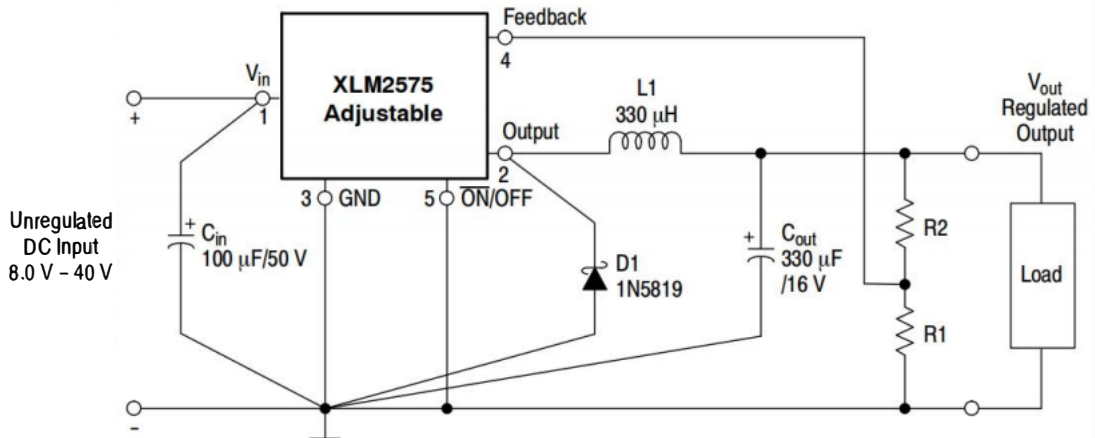 Feedback
4
V_in
1
+
XLM2575
Adjustable
L1
330 µH
V_out
Regulated
Output
Output
2
3 GND
5 O̅N̅/OFF
Unregulated
DC Input
8.0 V – 40 V
+
C_in
100 µF/50 V
D1
1N5819
+
C_out
330 µF
/16 V
R2
R1
Load
-